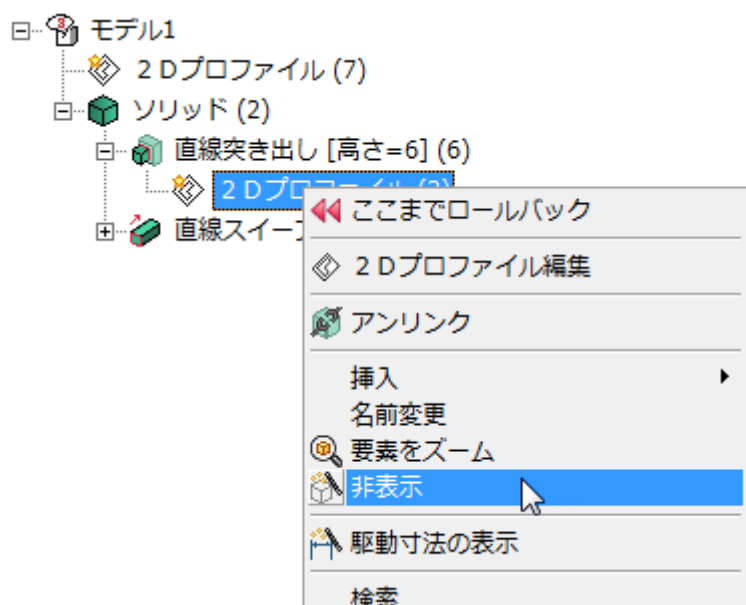 モデル1
２Dプロファイル (7)
ソリッド (2)
直線突き出し [高さ=6] (6)
２Dプロファイル
直線スイープ
ここまでロールバック
２Dプロファイル編集
アンリンク
挿入
名前変更
要素をズーム
非表示
駆動寸法の表示
検索